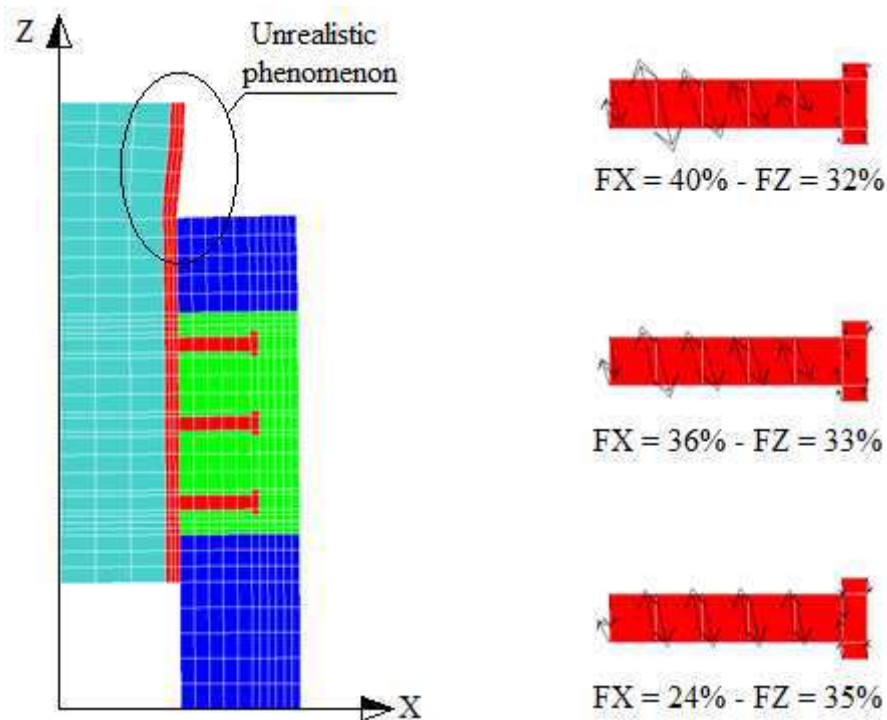 Z
Unrealistic
phenomenon
FX = 40% - FZ = 32%
FX = 36% - FZ = 33%
FX = 24% - FZ = 35%
X